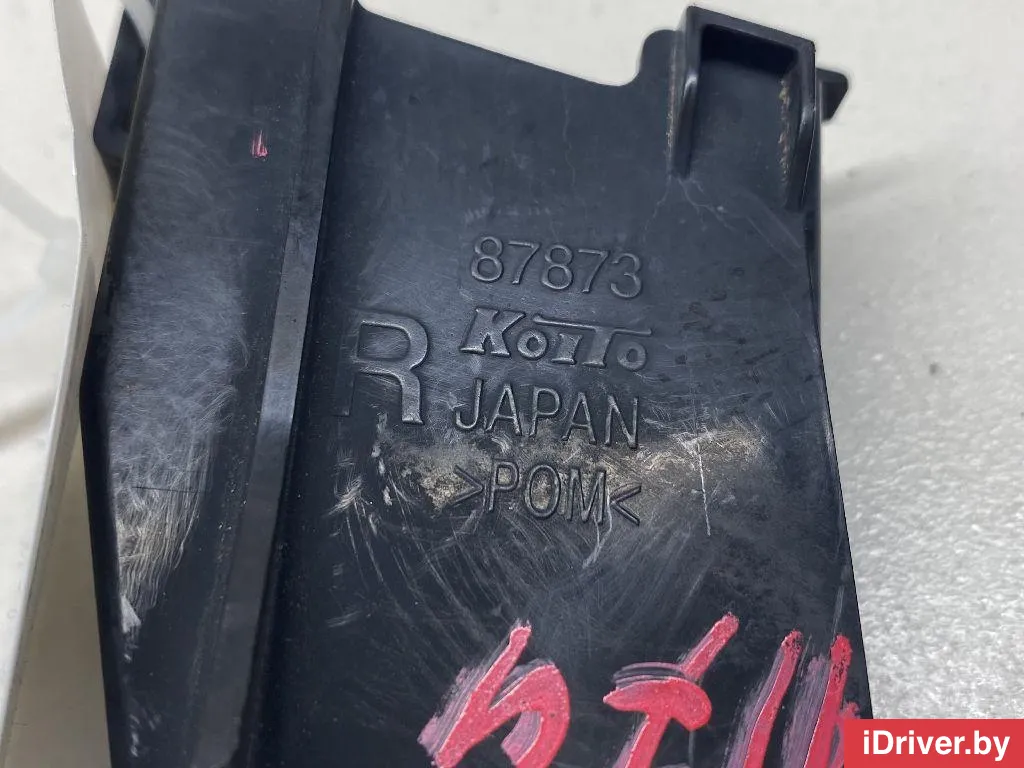 87873
R KOITO
JAPAN
>POM<
iDriver.by